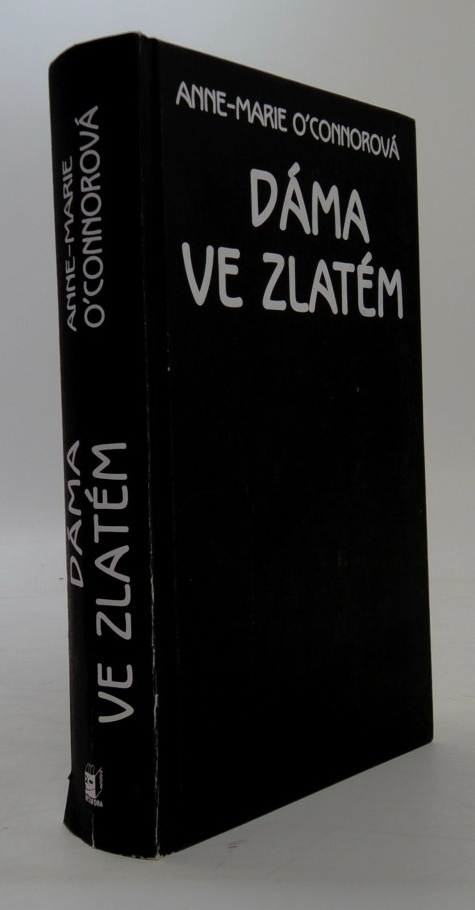 ANNE-MARIE O'CONNOROVÁ
DÁMA
VE ZLATÉM
ANNE-MARIE
O'CONNOROVÁ
DÁMA
VE ZLATÉM